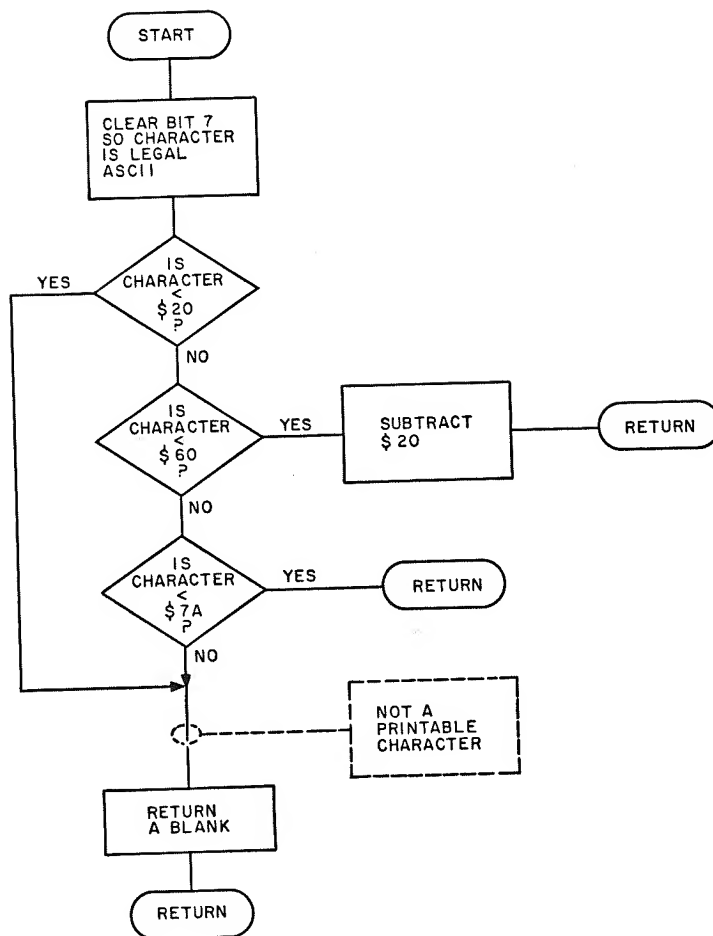 START
CLEAR BIT 7
SO CHARACTER
IS LEGAL
ASCII
IS
CHARACTER
<
$20
?
YES
NO
IS
CHARACTER
<
$60
?
YES
SUBTRACT
$20
RETURN
NO
IS
CHARACTER
<
$7A
?
YES
RETURN
NO
NOT A
PRINTABLE
CHARACTER
RETURN
A BLANK
RETURN